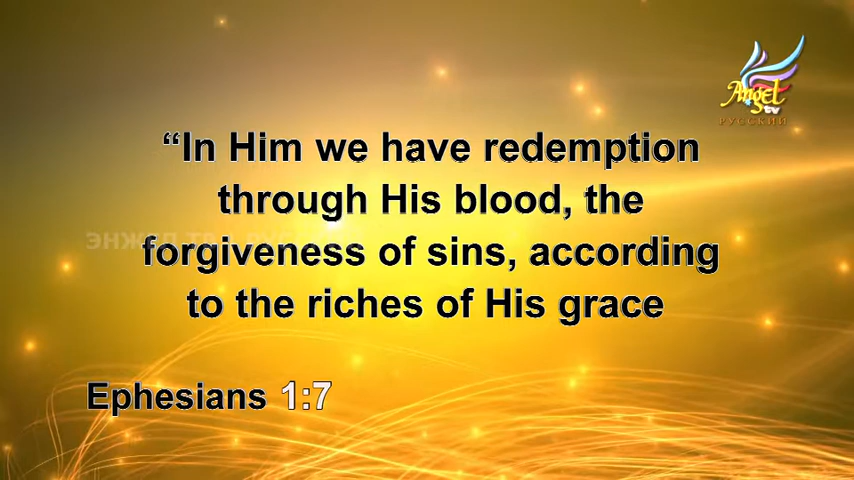 Angel
tv
РУССКИЙ
“In Him we have redemption
through His blood, the
forgiveness of sins, according
to the riches of His grace
Ephesians 1:7